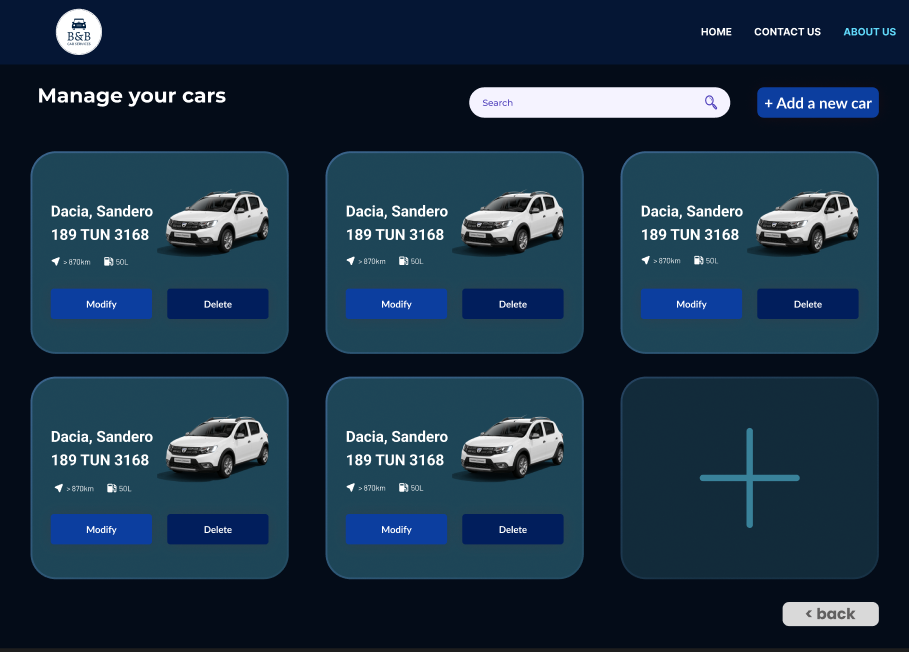 B&B
CAR SERVICES
HOME
CONTACT US
ABOUT US
Manage your cars
Search
+ Add a new car
Dacia, Sandero
189 TUN 3168
> 870km
50L
Modify
Delete
Dacia, Sandero
189 TUN 3168
> 870km
50L
Modify
Delete
Dacia, Sandero
189 TUN 3168
> 870km
50L
Modify
Delete
Dacia, Sandero
189 TUN 3168
> 870km
50L
Modify
Delete
Dacia, Sandero
189 TUN 3168
> 870km
50L
Modify
Delete
< back